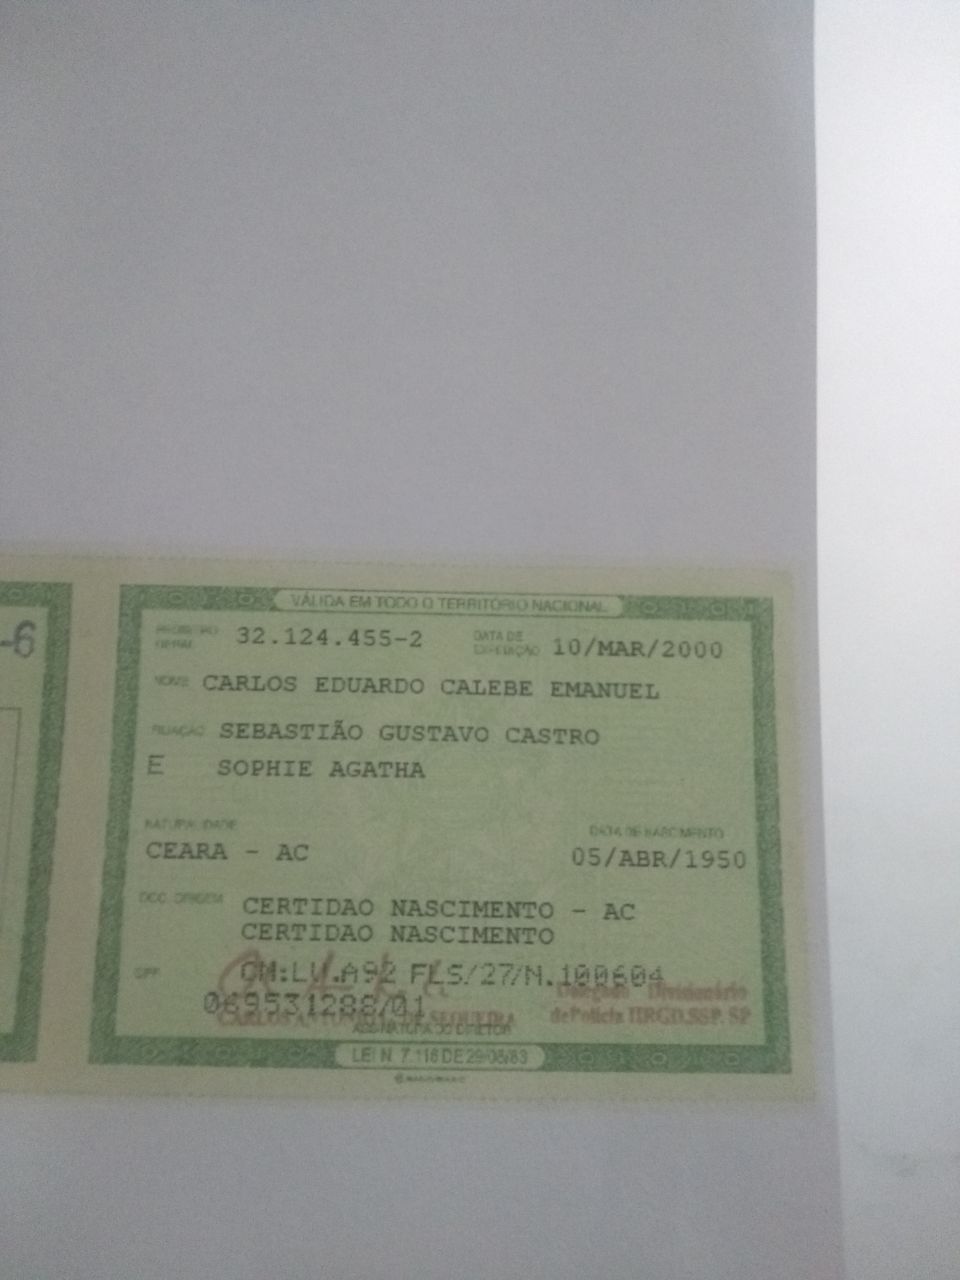 VÁLIDA EM TODO O TERRITÓRIO NACIONAL
-6
REGISTRO GERAL 32.124.455-2 DATA DE EXPEDIÇÃO 10/MAR/2000
NOME CARLOS EDUARDO CALEBE EMANUEL
FILIAÇÃO SEBASTIÃO GUSTAVO CASTRO
E SOPHIE AGATHA
NATURALIDADE DATA DE NASCIMENTO
CEARA - AC 05/ABR/1950
DOC ORIGEM CERTIDAO NASCIMENTO - AC
CERTIDAO NASCIMENTO
CPF CM:LV.A92 FLS/27/N.100604
069531288/01
Delegado Divisionário
CARLOS ANTONIO DE SEQUEIRA de Polícia IIRGD.SSP. SP
ASSINATURA DO DIRETOR
LEI N. 7.116 DE 29/08/83